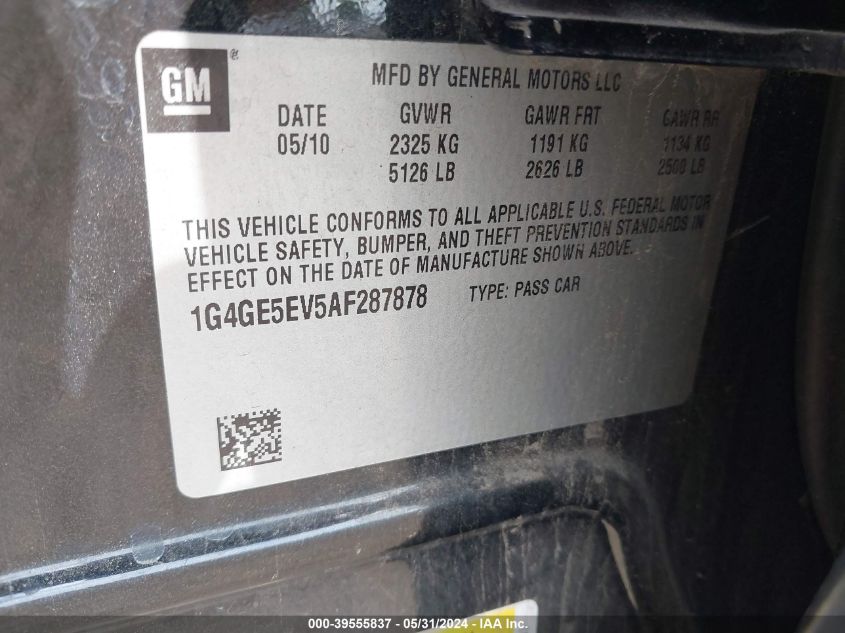 GM ®
MFD BY GENERAL MOTORS LLC
DATE GVWR GAWR FRT GAWR RR
05/10 2325 KG 1191 KG 1134 KG
5126 LB 2626 LB 2500 LB
THIS VEHICLE CONFORMS TO ALL APPLICABLE U.S. FEDERAL MOTOR
VEHICLE SAFETY, BUMPER, AND THEFT PREVENTION STANDARDS IN
EFFECT ON THE DATE OF MANUFACTURE SHOWN ABOVE.
1G4GE5EV5AF287878 TYPE: PASS CAR
000-39555837 - 05/31/2024 - IAA Inc.